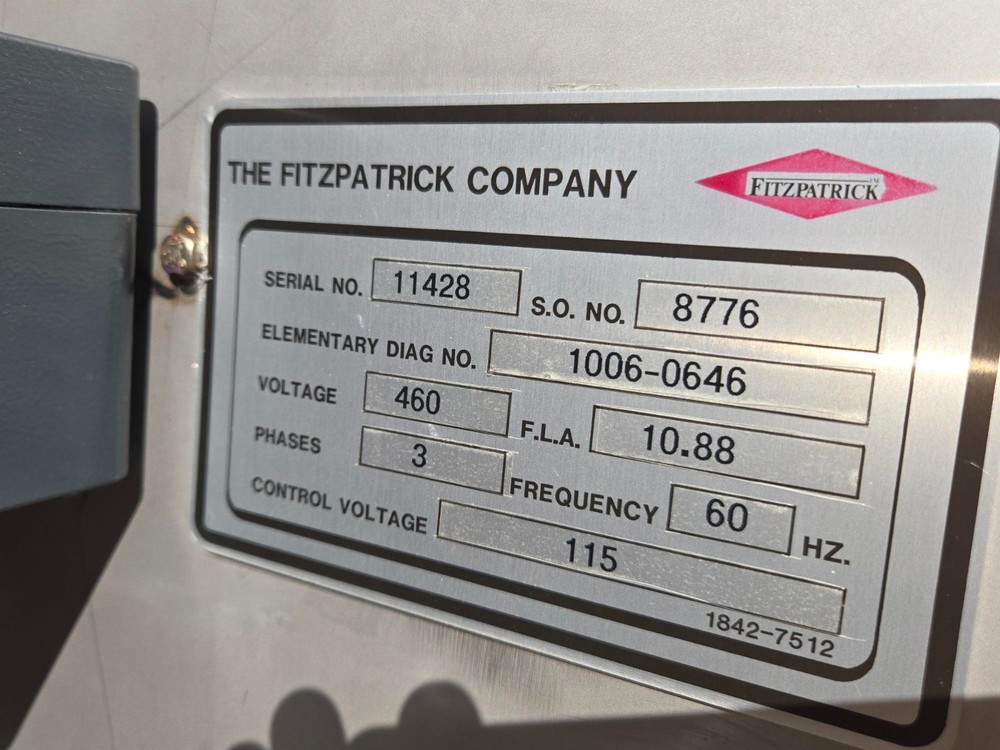 THE FITZPATRICK COMPANY
FITZPATRICK™
SERIAL NO. 11428 S.O. NO. 8776
ELEMENTARY DIAG NO. 1006-0646
VOLTAGE 460 F.L.A. 10.88
PHASES 3 FREQUENCY 60 HZ.
CONTROL VOLTAGE 115
1842-7512